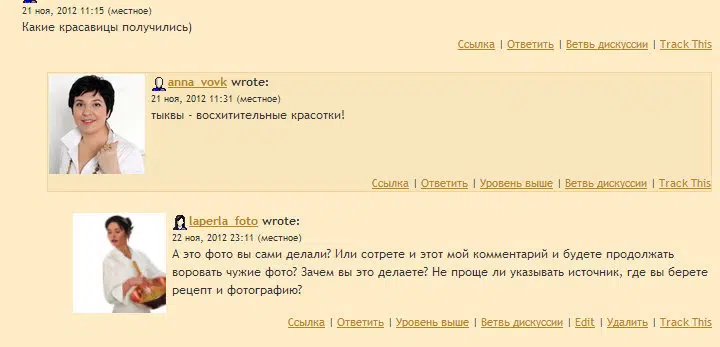 21 ноя, 2012 11:15 (местное)
Какие красавицы получились)
Ссылка | Ответить | Ветвь дискуссии | Track This
anna_vovk wrote:
21 ноя, 2012 11:31 (местное)
тыквы - восхитительные красотки!
Ссылка | Ответить | Уровень выше | Ветвь дискуссии | Track This
laperla_foto wrote:
22 ноя, 2012 23:11 (местное)
А это фото вы сами делали? Или сотрете и этот мой комментарий и будете продолжать
воровать чужие фото? Зачем вы это делаете? Не проще ли указывать источник, где вы берете
рецепт и фотографию?
Ссылка | Ответить | Уровень выше | Ветвь дискуссии | Edit | Удалить | Track This